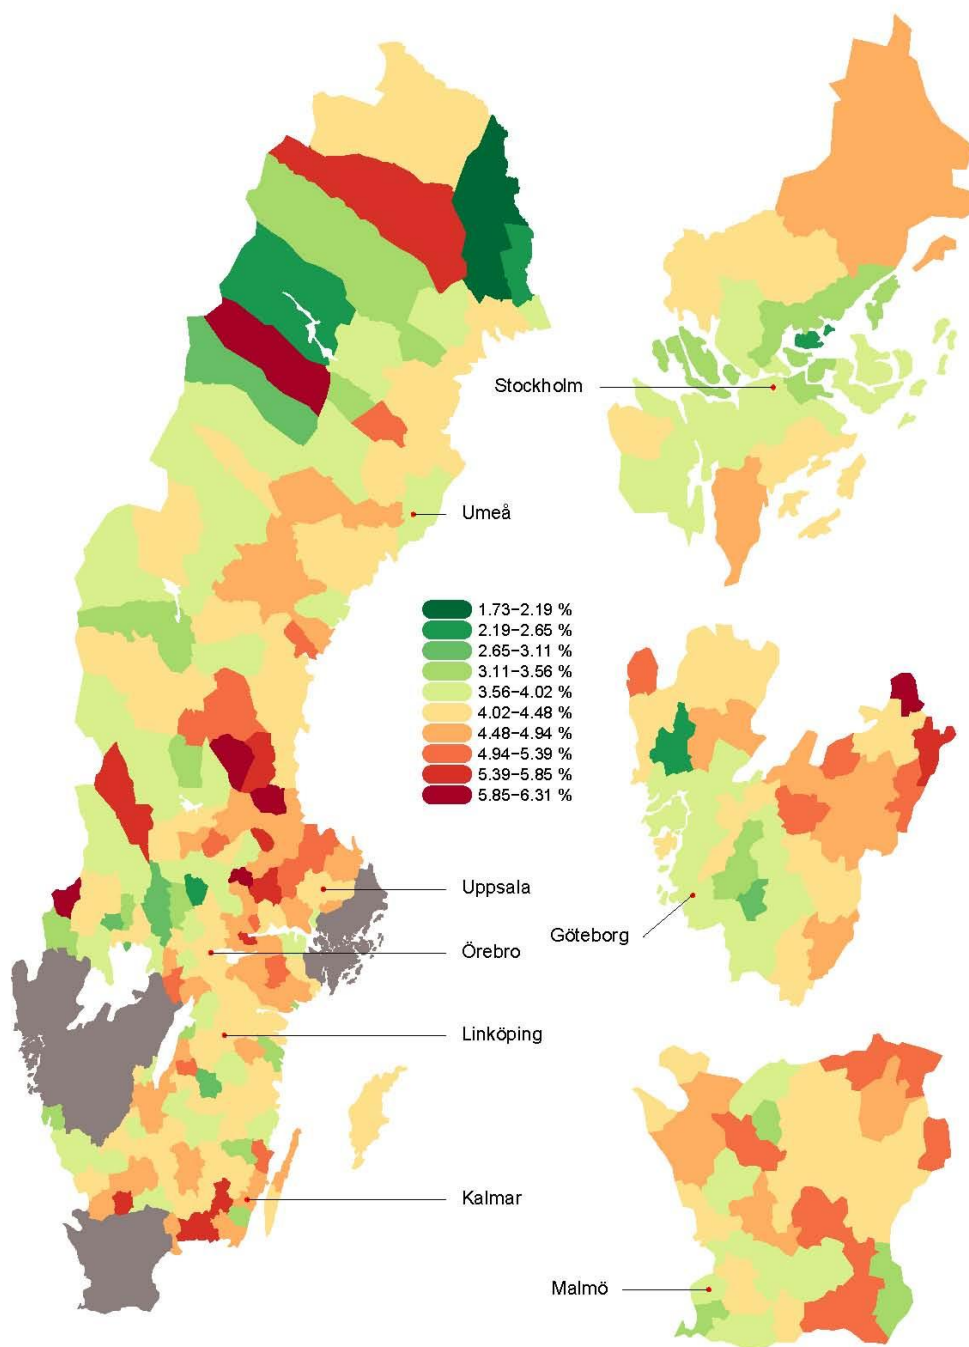 Stockholm
Umeå
1.73–2.19 %
2.19–2.65 %
2.65–3.11 %
3.11–3.56 %
3.56–4.02 %
4.02–4.48 %
4.48–4.94 %
4.94–5.39 %
5.39–5.85 %
5.85–6.31 %
Uppsala
Göteborg
Örebro
Linköping
Kalmar
Malmö